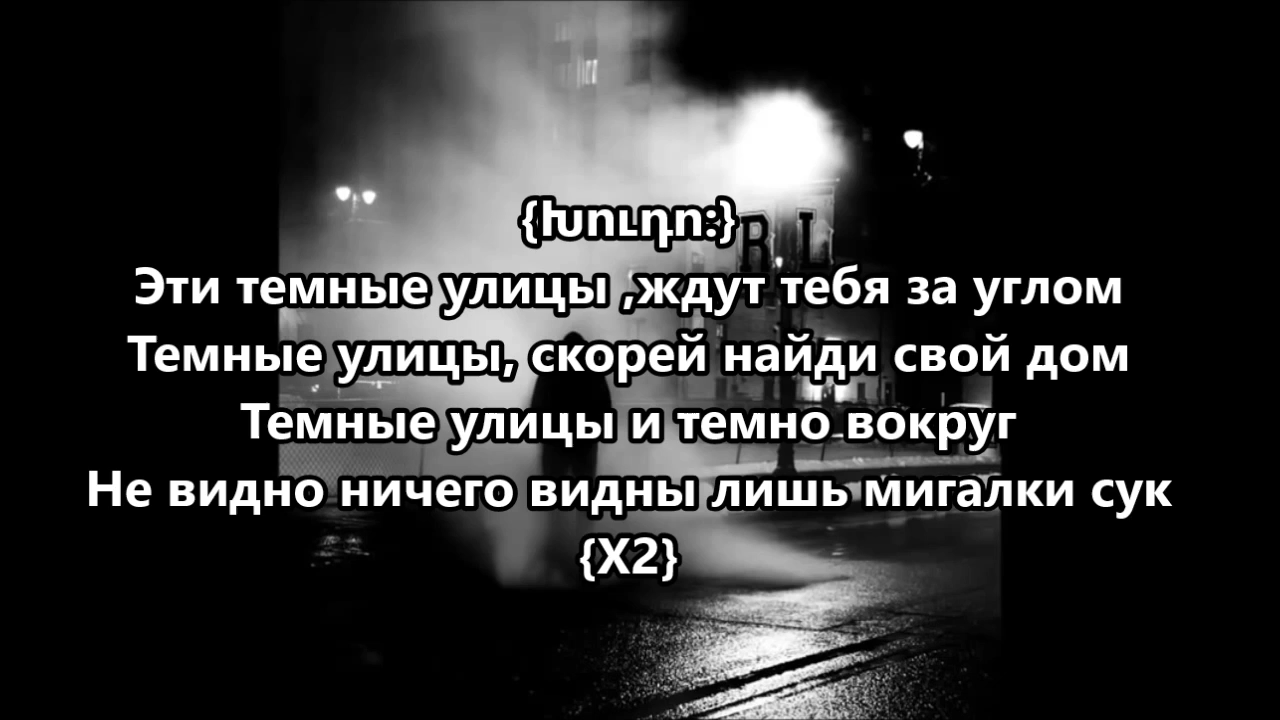 {Խուդո:}
R L
Эти темные улицы ,ждут тебя за углом
Темные улицы, скорей найди свой дом
Темные улицы и темно вокруг
Не видно ничего видны лишь мигалки сук
{X2}